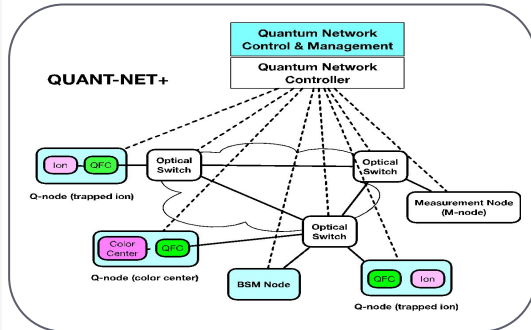 Quantum Network
Control & Management
Quantum Network
Controller
QUANT-NET+
Ion
QFC
Optical
Switch
Optical
Switch
Q-node (trapped ion)
Measurement Node
(M-node)
Optical
Switch
Color
Center
QFC
Q-node (color center)
BSM Node
QFC
Ion
Q-node (trapped ion)